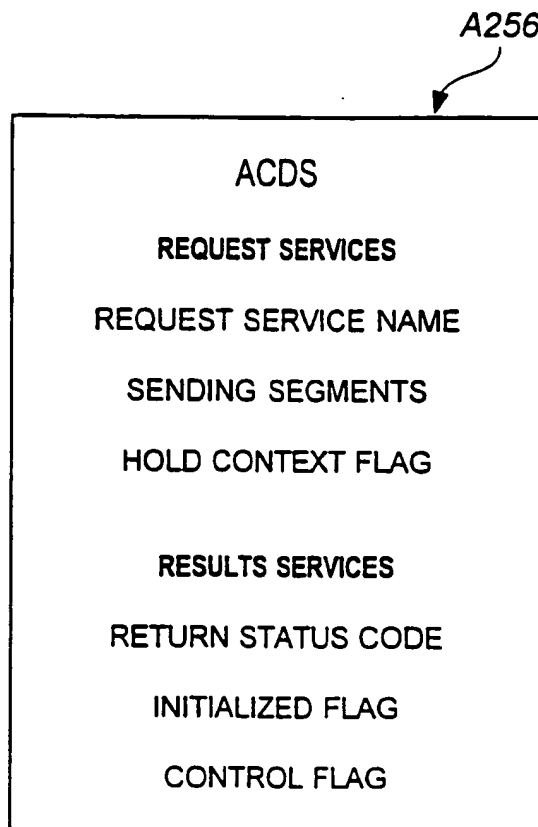 A256
ACDS
REQUEST SERVICES
REQUEST SERVICE NAME
SENDING SEGMENTS
HOLD CONTEXT FLAG
RESULTS SERVICES
RETURN STATUS CODE
INITIALIZED FLAG
CONTROL FLAG